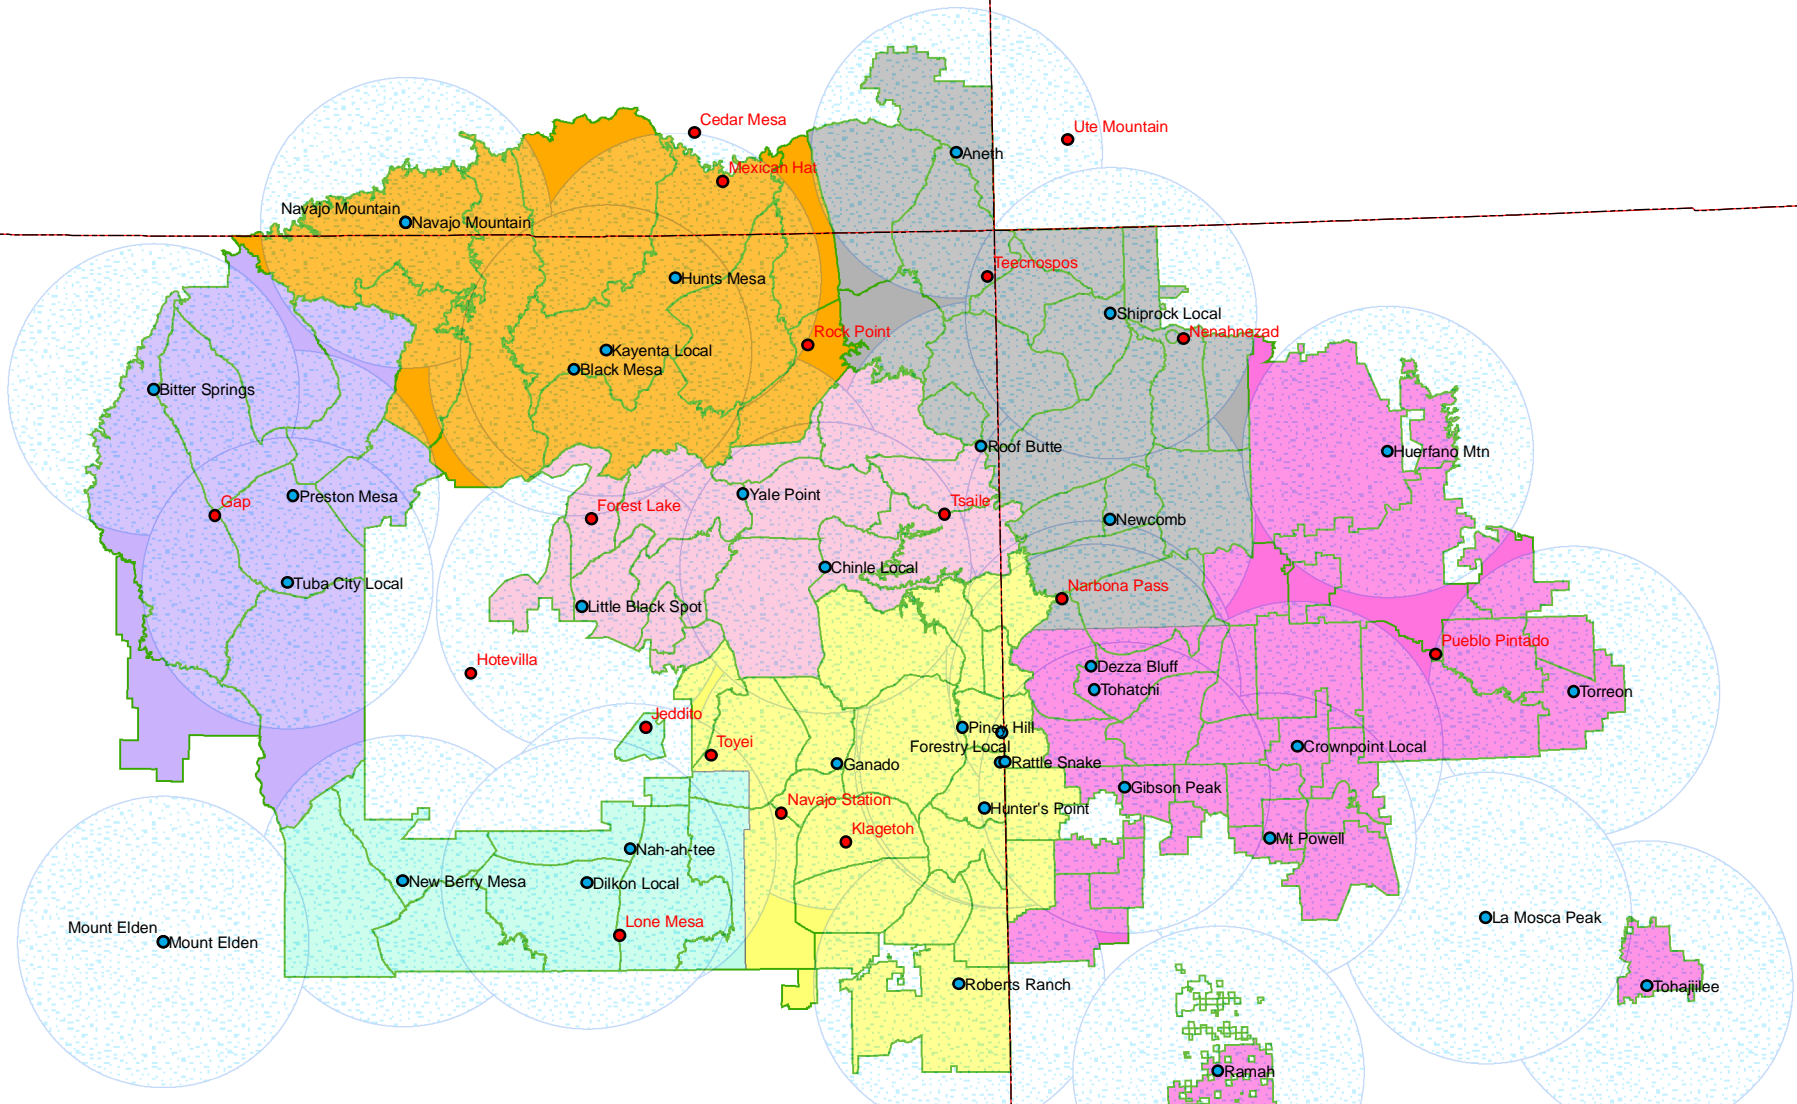 Cedar Mesa
Ute Mountain
Aneth
Mexican Hat
Navajo Mountain
Navajo Mountain
Teecnospos
Hunts Mesa
Shiprock Local
Rock Point
Nenahnezad
Kayenta Local
Black Mesa
Bitter Springs
Roof Butte
Huerfano Mtn
Preston Mesa
Yale Point
Gap
Forest Lake
Tsaile
Newcomb
Chinle Local
Tuba City Local
Narbona Pass
Little Black Spot
Pueblo Pintado
Hotevilla
Dezza Bluff
Tohatchi
Torreon
Jeddito
Piney Hill
Toyei
Forestry Local
Crownpoint Local
Ganado
Rattle Snake
Gibson Peak
Navajo Station
Hunter's Point
Klagetoh
Mt Powell
Nah-ah-tee
New Berry Mesa
Dilkon Local
Lone Mesa
La Mosca Peak
Mount Elden
Mount Elden
Roberts Ranch
Tohajiilee
Ramah